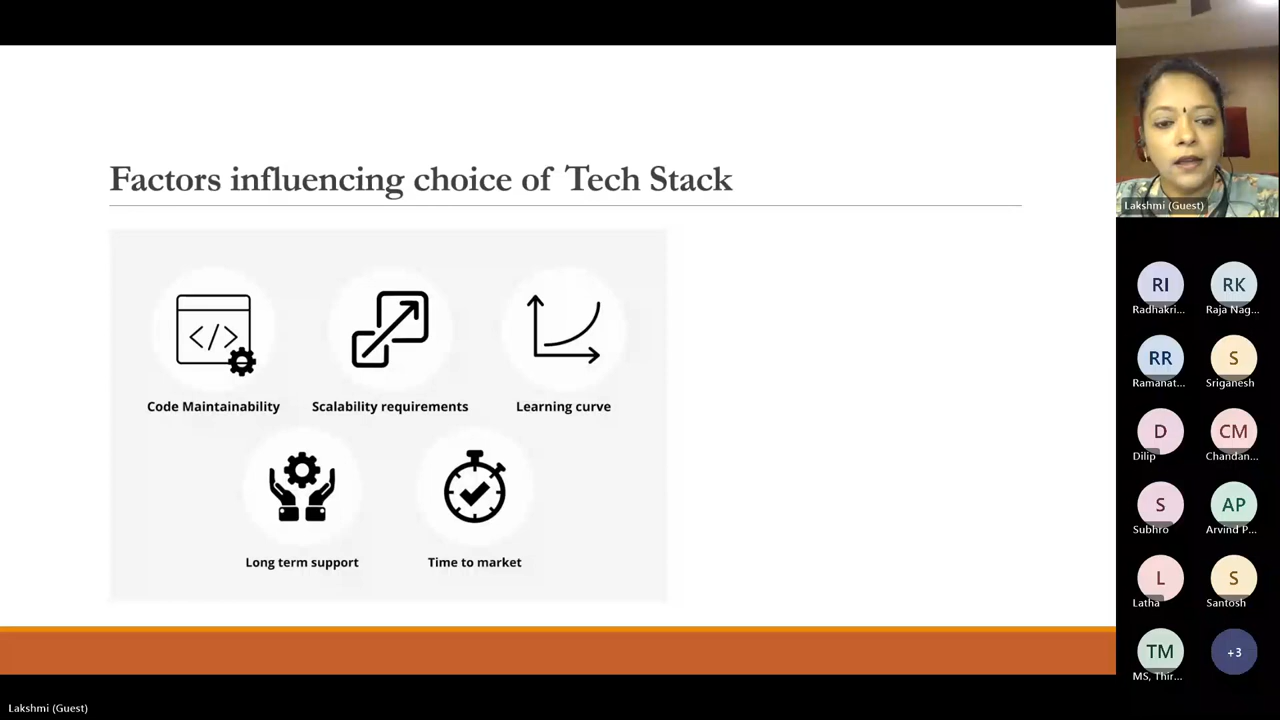 Factors influencing choice of Tech Stack
</>
Code Maintainability
Scalability requirements
Learning curve
Long term support
Time to market
Lakshmi (Guest)
RI
Radhakri...
RK
Raja Nag...
RR
Ramanat...
S
Sriganesh
D
Dilip
CM
Chandan...
S
Subhro
AP
Arvind P...
L
Latha
S
Santosh
TM
MS, Thir...
+3
Lakshmi (Guest)